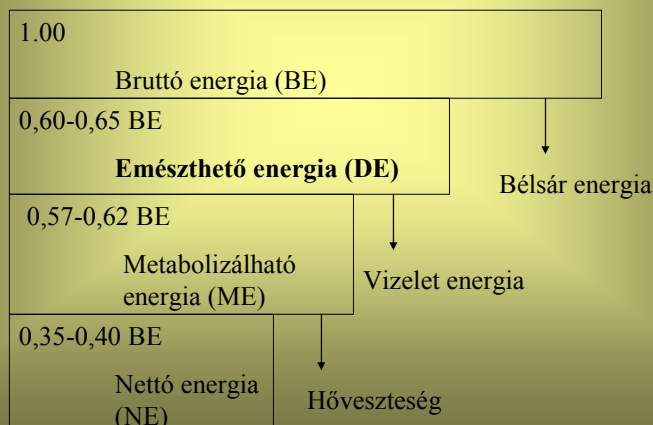 1.00
Bruttó energia (BE)
0,60-0,65 BE
Emészthető energia (DE)
Bélsár energia
0,57-0,62 BE
Metabolizálható
energia (ME)
Vizelet energia
0,35-0,40 BE
Nettó energia
(NE)
Hőveszteség